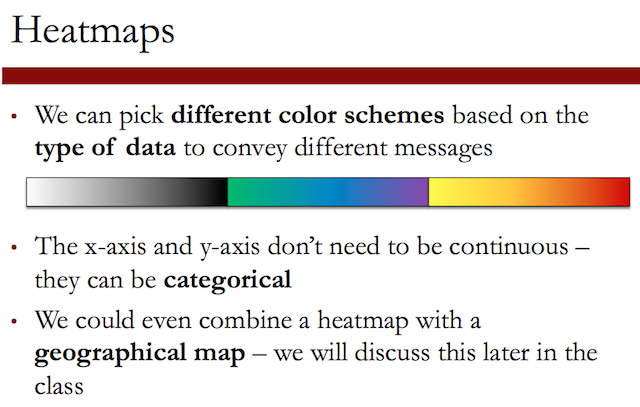 Heatmaps
• We can pick different color schemes based on the
type of data to convey different messages
• The x-axis and y-axis don’t need to be continuous –
they can be categorical
• We could even combine a heatmap with a
geographical map – we will discuss this later in the
class